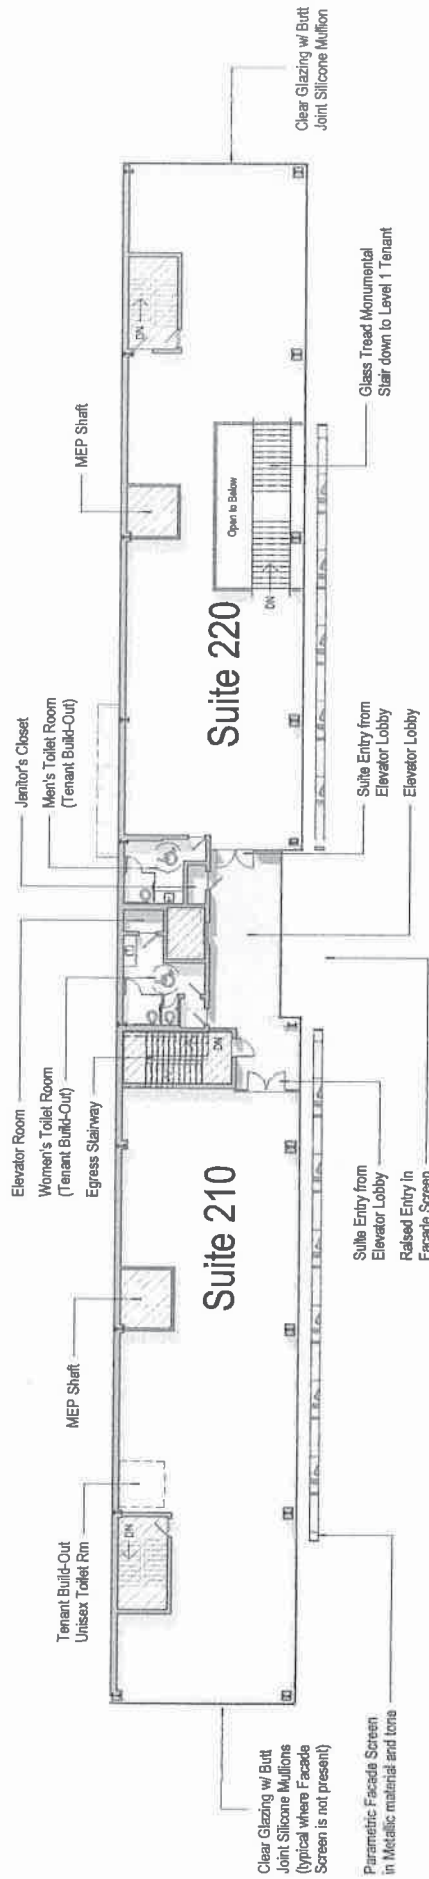 Elevator Room
Women's Toilet Room
(Tenant Build-Out)
Egress Stairway
Janitor's Closet
Men's Toilet Room
(Tenant Build-Out)
MEP Shaft
MEP Shaft
Tenant Build-Out
Unisex Toilet Rm
DN
DN
DN
Open to Below
DN
Suite 210
Suite 220
Clear Glazing w/ Butt
Joint Silicone Mullions
(typical where Facade
Screen is not present)
Parametric Facade Screen
in Metallic material and tone
Suite Entry from
Elevator Lobby
Raised Entry in
Facade Screen
Suite Entry from
Elevator Lobby
Elevator Lobby
Glass Tread Monumental
Stair down to Level 1 Tenant
Clear Glazing w/ Butt
Joint Silicone Mullion